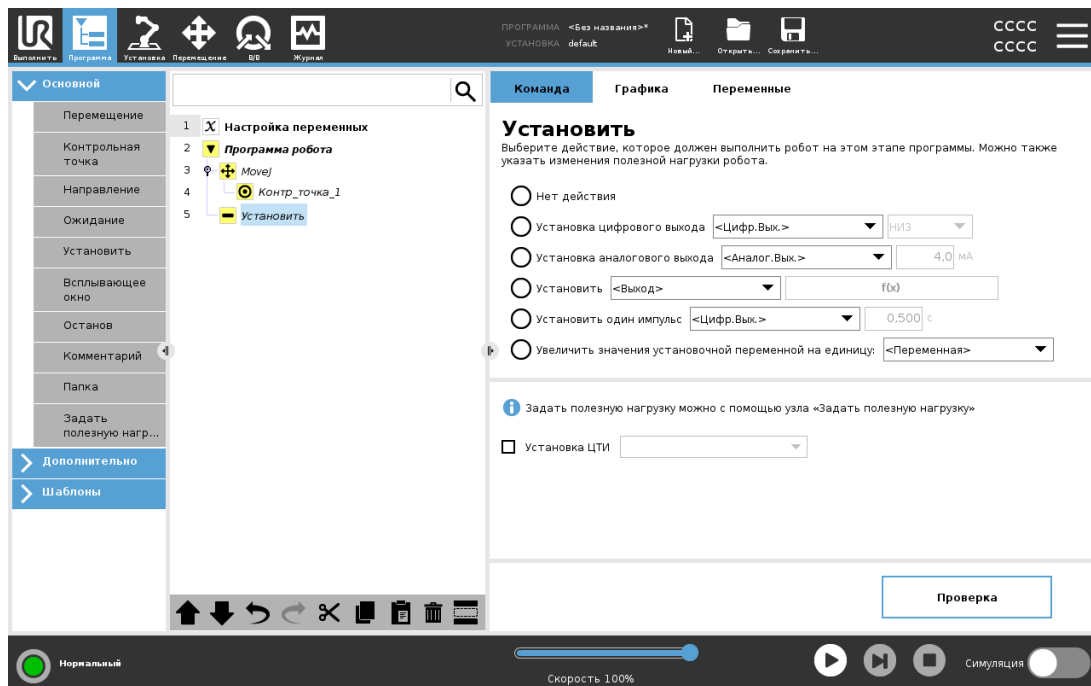 UR
Выполнить
Программа
Установка
Перемещение
В/В
Журнал
ПРОГРАММА <Без названия>*
УСТАНОВКА default
Новый...
Открыть...
Сохранить...
CCCC
CCCC
Основной
Перемещение
Контрольная
точка
Направление
Ожидание
Установить
Всплывающее
окно
Останов
Комментарий
Папка
Задать
полезную нагр...
Дополнительно
Шаблоны
1 X Настройка переменных
2 Программа робота
3 MoveJ
4 Контр_точка_1
5 Установить
Команда Графика Переменные
Установить
Выберите действие, которое должен выполнить робот на этом этапе программы. Можно также
указать изменения полезной нагрузки робота.
Нет действия
Установка цифрового выхода <Цифр.Вых.> НИЗ
Установка аналогового выхода <Аналог.Вых.> 4,0 мА
Установить <Выход> f(x)
Установить один импульс <Цифр.Вых.> 0,500 с
Увеличить значения установочной переменной на единицу: <Переменная>
Задать полезную нагрузку можно с помощью узла «Задать полезную нагрузку»
Установка ЦТИ
Проверка
Нормальный
Скорость 100%
Симуляция